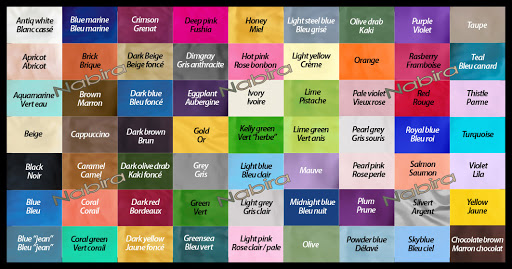 Antiq white
Blanc cassé
Blue marine
Bleu marine
Crimson
Grenat
Deep pink
Fushia
Honey
Miel
Light steel blue
Bleu grisé
Olive drab
Kaki
Purple
Violet
Taupe
Apricot
Abricot
Brick
Brique
Dark Beige
Beige foncé
Dimgray
Gris anthracite
Hot pink
Rose bonbon
Light yellow
Crème
Orange
Rasberry
Framboise
Teal
Bleu canard
Aquamarine
Vert eau
Brown
Marron
Dark blue
Bleu foncé
Eggplant
Aubergine
Ivory
Ivoire
Lime
Pistache
Pale violet
Vieux rose
Red
Rouge
Thistle
Parme
Beige
Cappuccino
Dark brown
Brun
Gold
Or
Kelly green
Vert "herbe"
Lime green
Vert anis
Pearl grey
Gris souris
Royal blue
Bleu roi
Turquoise
Black
Noir
Caramel
Camel
Dark olive drab
Kaki foncé
Grey
Gris
Light blue
Bleu clair
Mauve
Pearl pink
Rose perle
Salmon
Saumon
Violet
Lila
Blue
Bleu
Coral
Corail
Dark red
Bordeaux
Green
Vert
Light grey
Gris clair
Midnight blue
Bleu nuit
Plum
Prune
Silvert
Argent
Yellow
Jaune
Blue "jean"
Bleu "jean"
Coral green
Vert corail
Dark yellow
Jaune foncé
Greensea
Bleu vert
Light pink
Rose clair / pale
Olive
Powder blue
Délavé
Skyblue
Bleu ciel
Chocolate brown
Marron chocolat
Nabira
Nabira
Nabira
Nabira
Nabira
Nabira